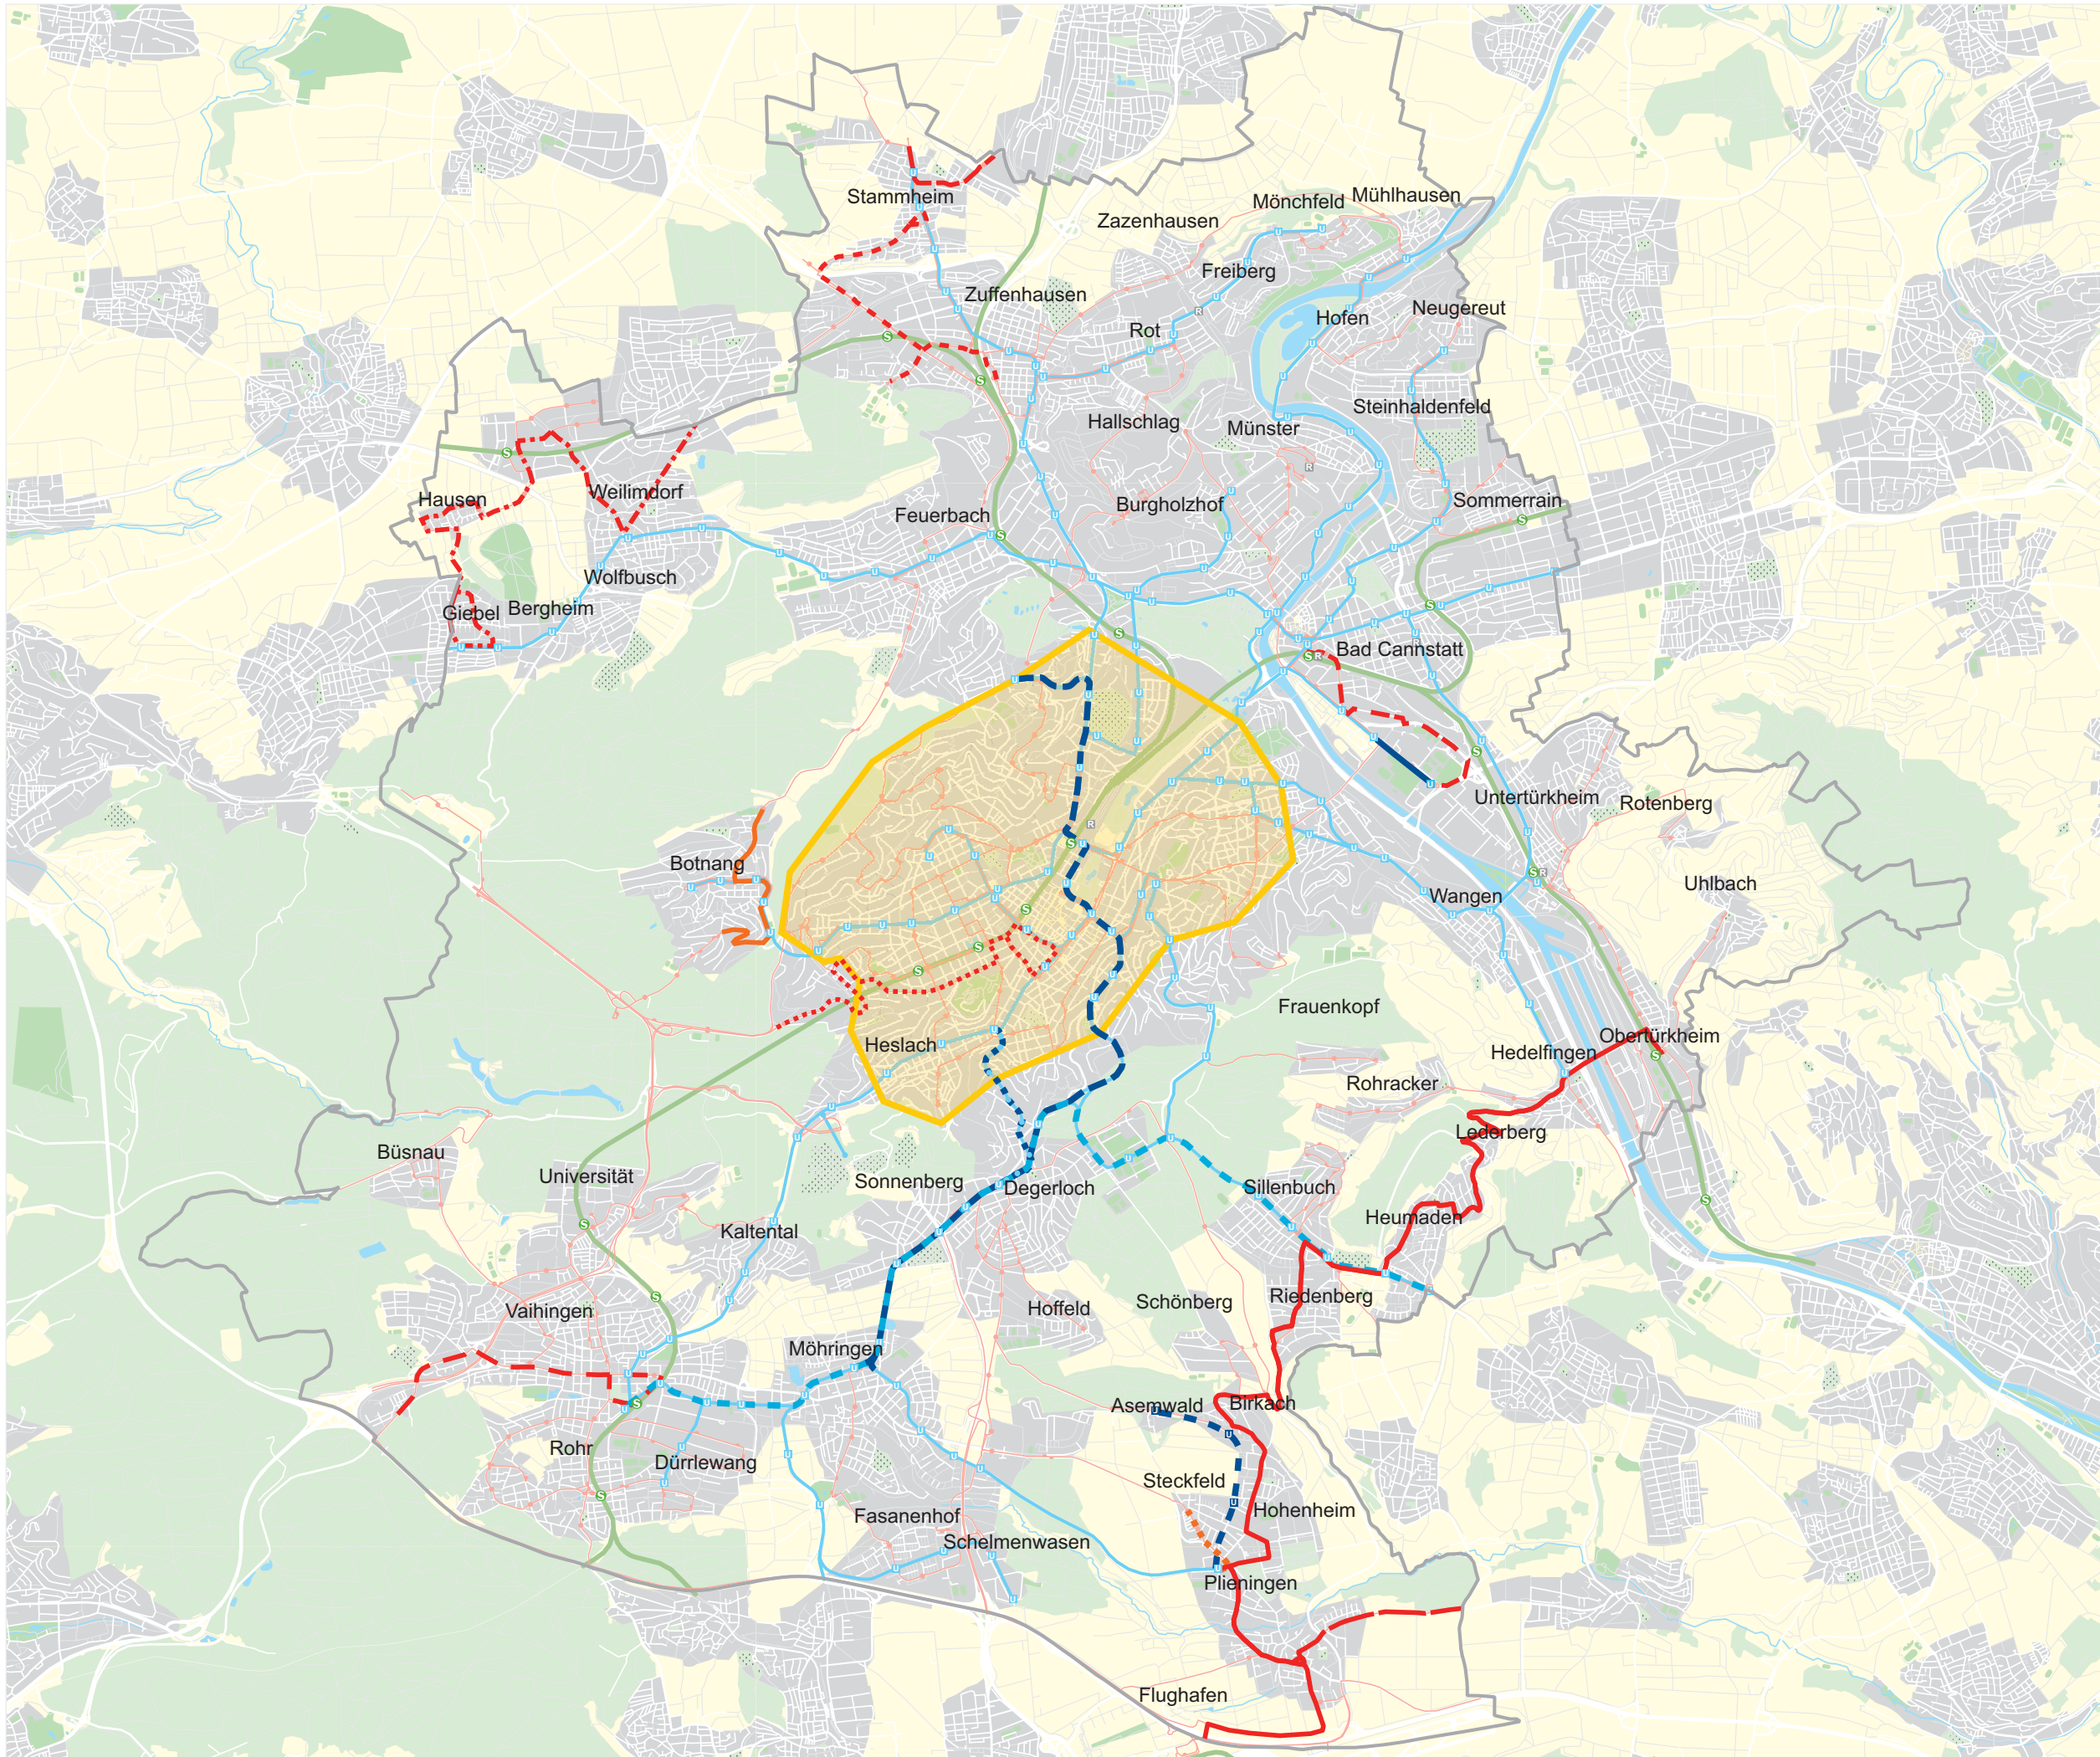 Stammheim
Zazenhausen
Mönchfeld
Mühlhausen
Freiberg
Zuffenhausen
Rot
Hofen
Neugereut
Hallschlag
Münster
Steinhaldenfeld
Hausen
Weilimdorf
Feuerbach
Burgholzhof
Sommerrain
Wolfbusch
Giebel
Bergheim
Bad Cannstatt
Untertürkheim
Rotenberg
Botnang
Wangen
Uhlbach
Frauenkopf
Heslach
Hedelfingen
Obertürkheim
Rohracker
Lederberg
Büsnau
Universität
Sonnenberg
Degerloch
Sillenbuch
Kaltental
Heumaden
Vaihingen
Hoffeld
Schönberg
Riedenberg
Möhringen
Asemwald
Birkach
Rohr
Dürrlewang
Steckfeld
Fasanenhof
Hohenheim
Schelmenwasen
Plieningen
Flughafen